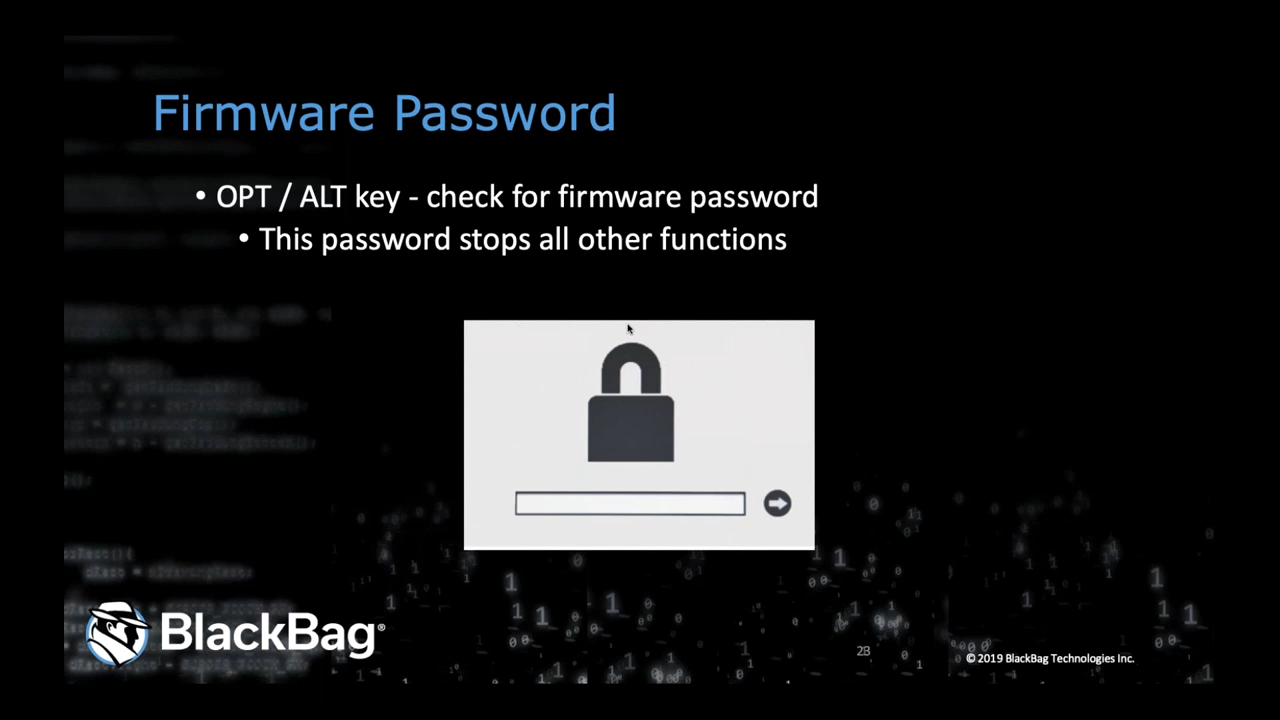 Firmware Password
• OPT / ALT key - check for firmware password
• This password stops all other functions
BlackBag®
28
© 2019 BlackBag Technologies Inc.